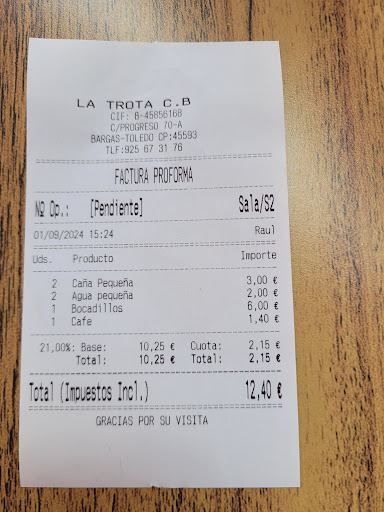 LA TROTA C.B
CIF: B-45856168
C/PROGRESO 70-A
BARGAS-TOLEDO CP:45593
TLF:925 67 31 76
FACTURA PROFORMA
Nº Op.: [Pendiente] Sala/S2
01/09/2024 15:24 Raul
Uds. Producto Importe
2 Caña Pequeña 3,00 €
2 Agua pequeña 2,00 €
1 Bocadillos 6,00 €
1 Cafe 1,40 €
21,00%: Base: 10,25 € Cuota: 2,15 €
Total: 10,25 € Total: 2,15 €
Total (Impuestos Incl.) 12,40 €
GRACIAS POR SU VISITA